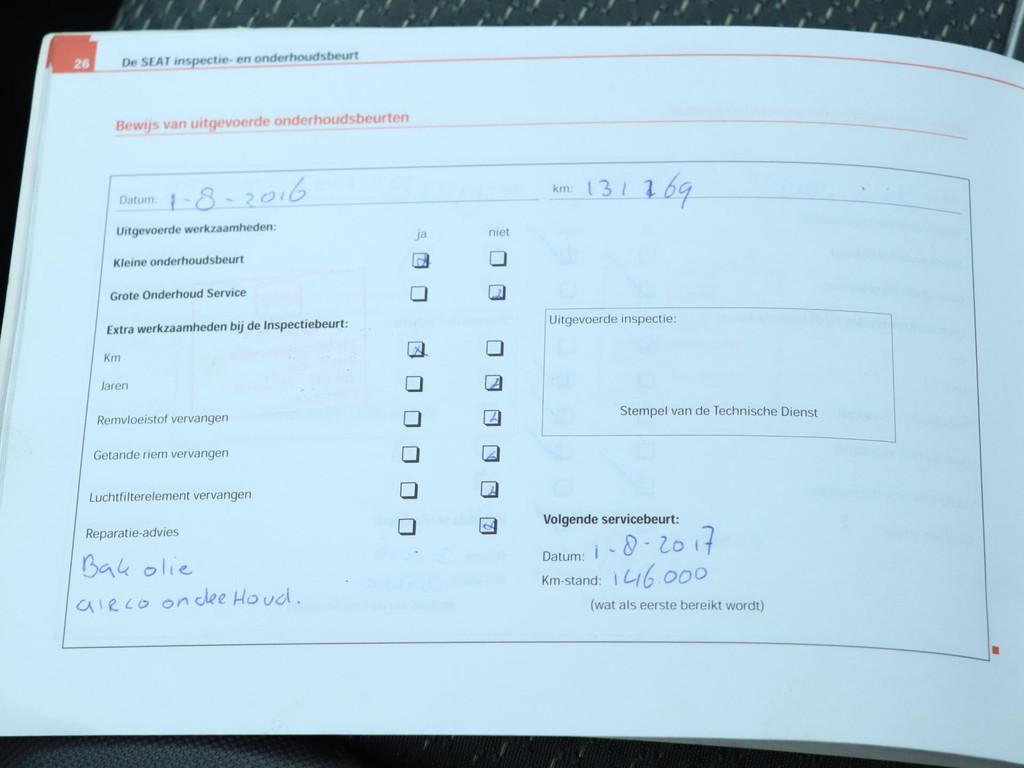 26 De SEAT inspectie- en onderhoudsbeurt
Bewijs van uitgevoerde onderhoudsbeurten
Datum: 1-8-2016 km: 131169
Uitgevoerde werkzaamheden: ja niet
Kleine onderhoudsbeurt
Grote Onderhoud Service
Extra werkzaamheden bij de Inspectiebeurt:
Km
Jaren
Remvloeistof vervangen
Getande riem vervangen
Luchtfilterelement vervangen
Reparatie-advies
Bak olie
airco onderHoud.
Uitgevoerde inspectie:
Stempel van de Technische Dienst
Volgende servicebeurt:
Datum: 1-8-2017
Km-stand: 146.000
(wat als eerste bereikt wordt)